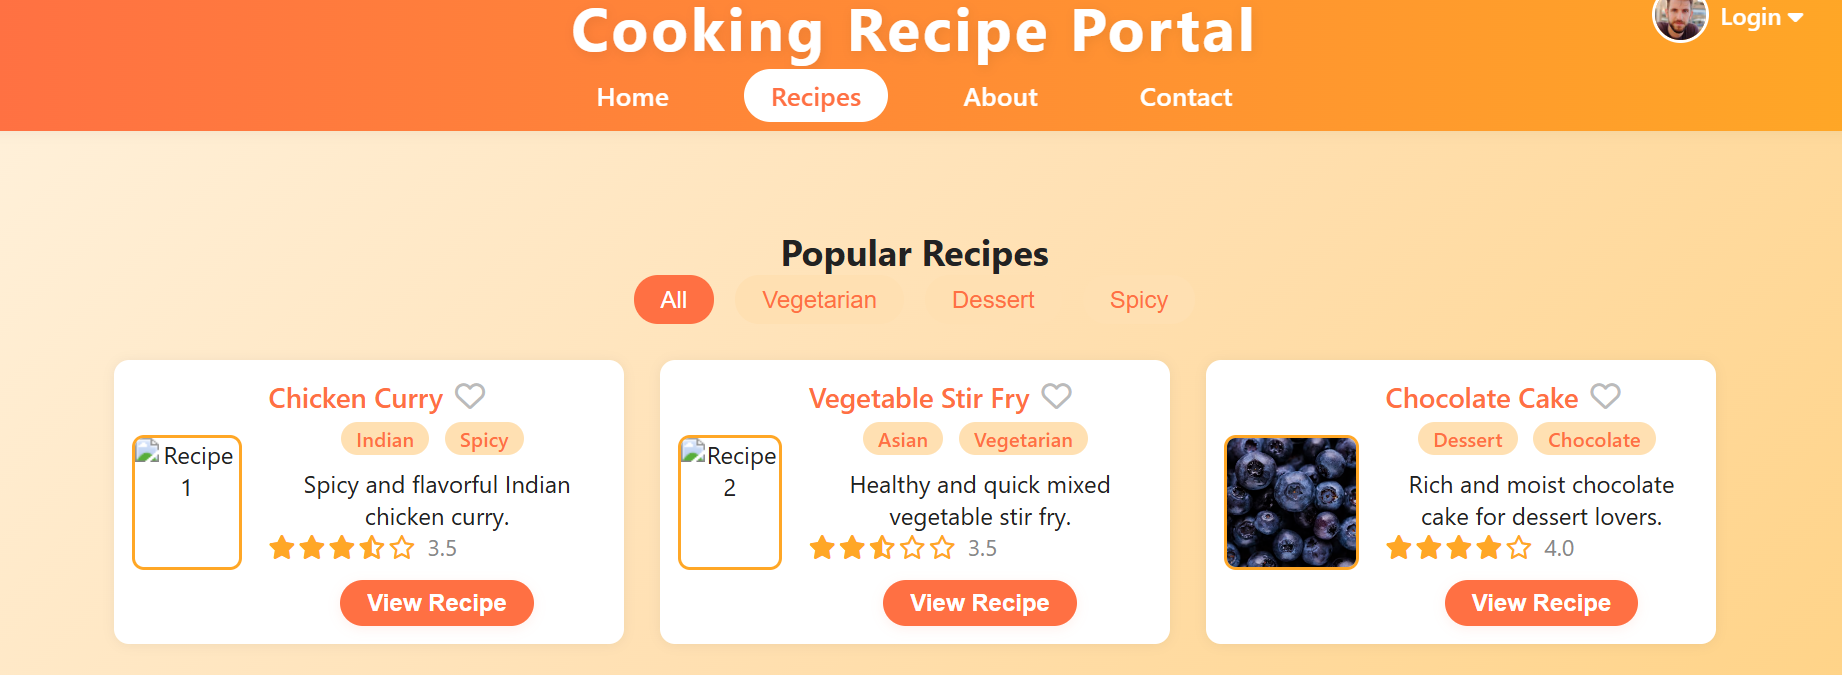 Cooking Recipe Portal
Login
Home Recipes About Contact
Popular Recipes
All Vegetarian Dessert Spicy
Chicken Curry
Indian Spicy
Recipe
1
Spicy and flavorful Indian
chicken curry.
3.5
View Recipe
Vegetable Stir Fry
Asian Vegetarian
Recipe
2
Healthy and quick mixed
vegetable stir fry.
3.5
View Recipe
Chocolate Cake
Dessert Chocolate
Rich and moist chocolate
cake for dessert lovers.
4.0
View Recipe